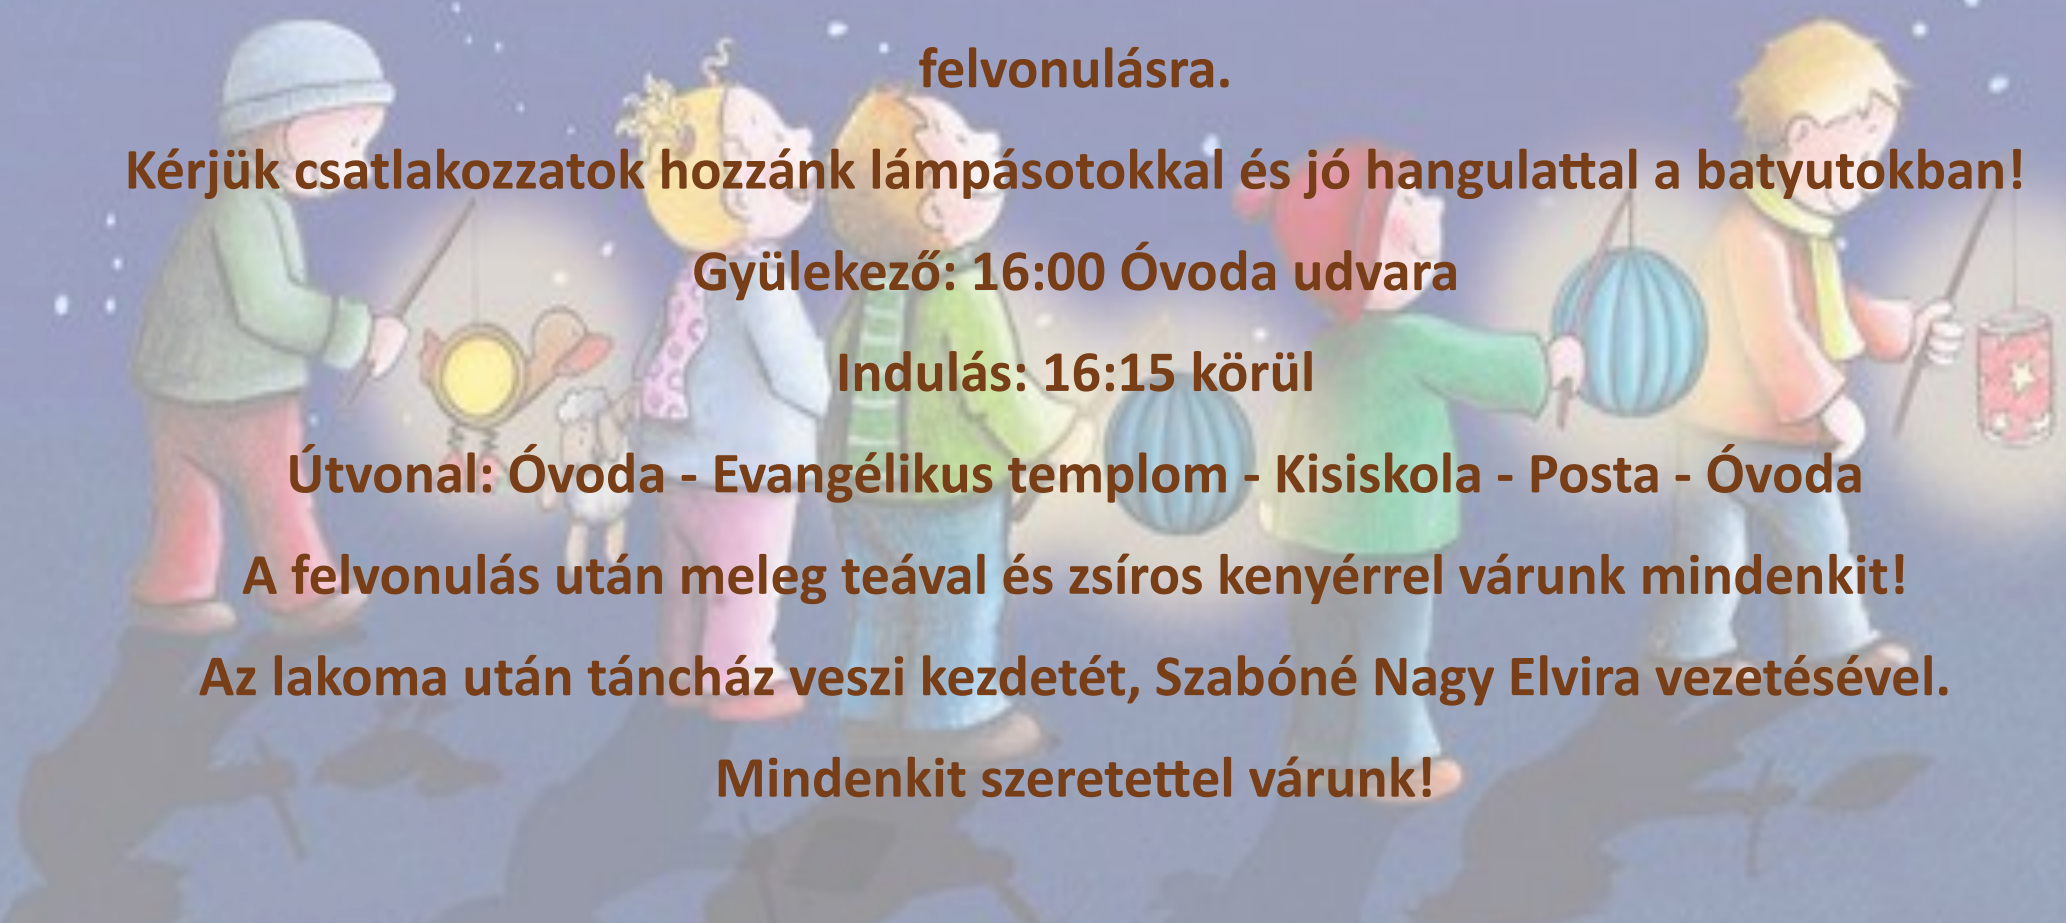 felvonulásra.
Kérjük csatlakozzatok hozzánk lámpásotokkal és jó hangulattal a batyutokban!
Gyülekező: 16:00 Óvoda udvara
Indulás: 16:15 körül
Útvonal: Óvoda - Evangélikus templom - Kisiskola - Posta - Óvoda
A felvonulás után meleg teával és zsíros kenyérrel várunk mindenkit!
Az lakoma után táncház veszi kezdetét, Szabóné Nagy Elvira vezetésével.
Mindenkit szeretettel várunk!